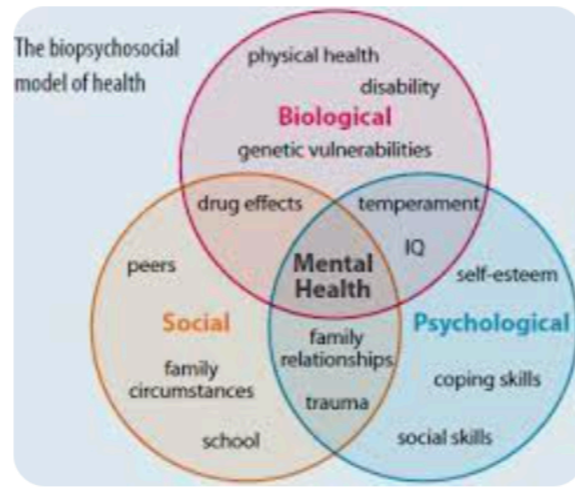 The biopsychosocial
model of health
physical health
disability
Biological
genetic vulnerabilities
drug effects
temperament
IQ
peers
Mental
Health
self-esteem
Social
Psychological
family
relationships
family
circumstances
coping skills
trauma
school
social skills